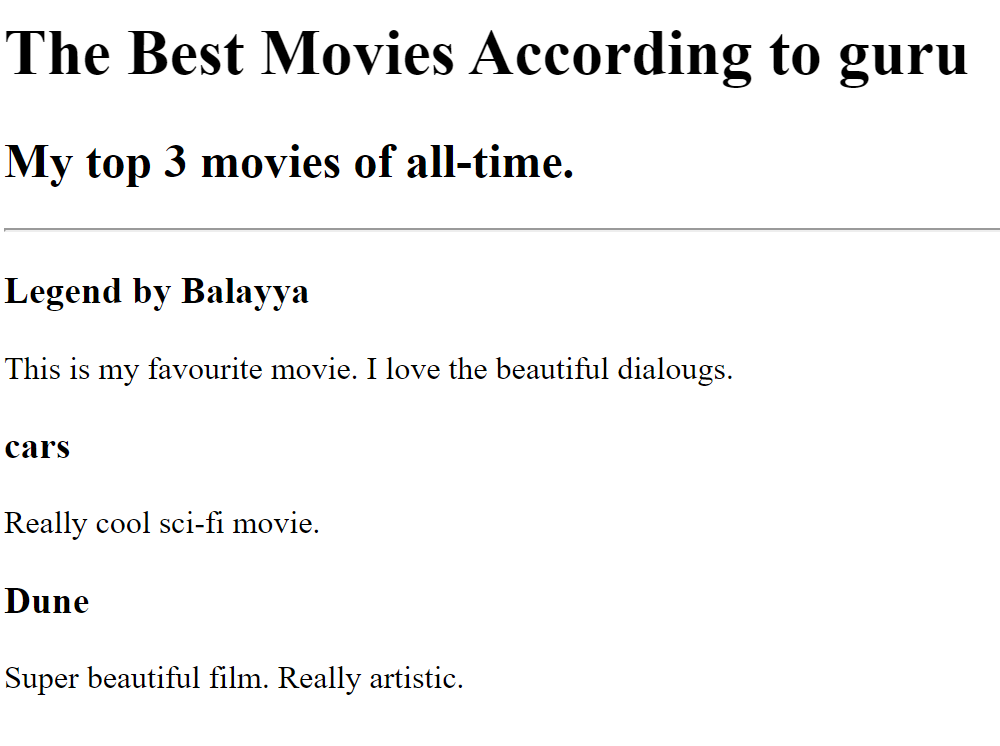 The Best Movies According to guru
My top 3 movies of all-time.
Legend by Balayya
This is my favourite movie. I love the beautiful dialougs.
cars
Really cool sci-fi movie.
Dune
Super beautiful film. Really artistic.